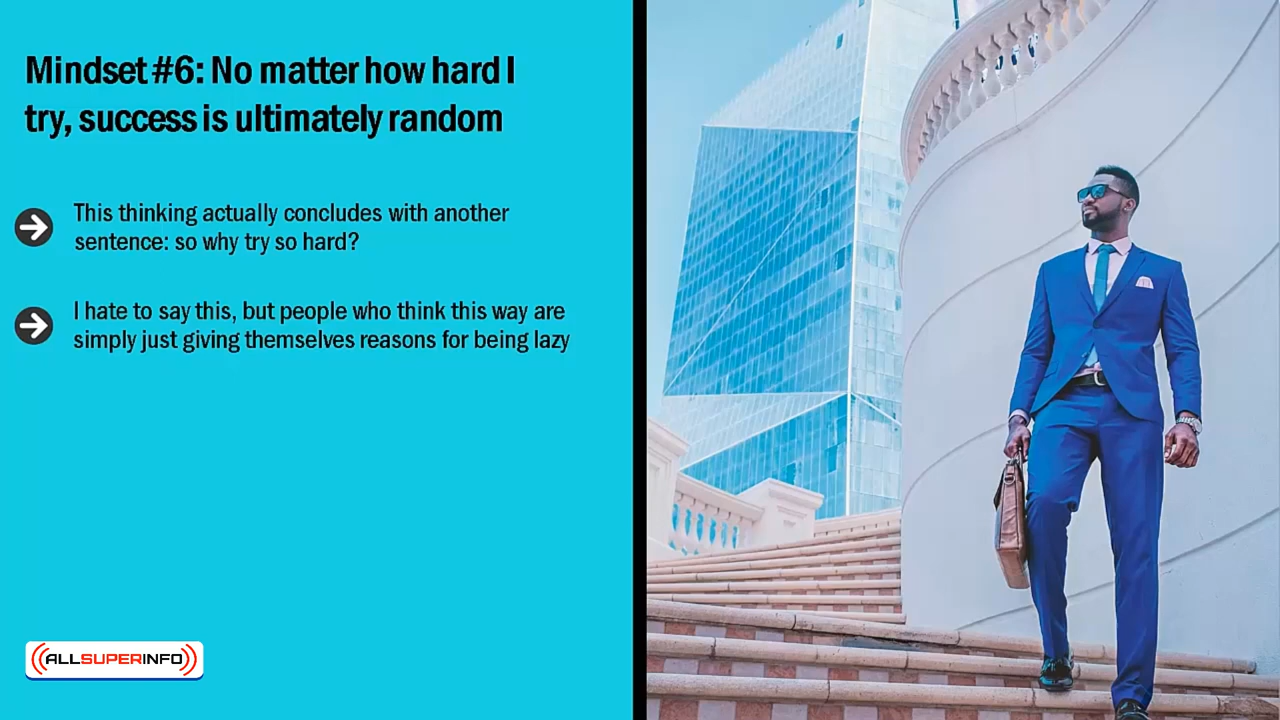 Mindset #6: No matter how hard I
try, success is ultimately random
This thinking actually concludes with another
sentence: so why try so hard?
I hate to say this, but people who think this way are
simply just giving themselves reasons for being lazy
ALLSUPERINFO